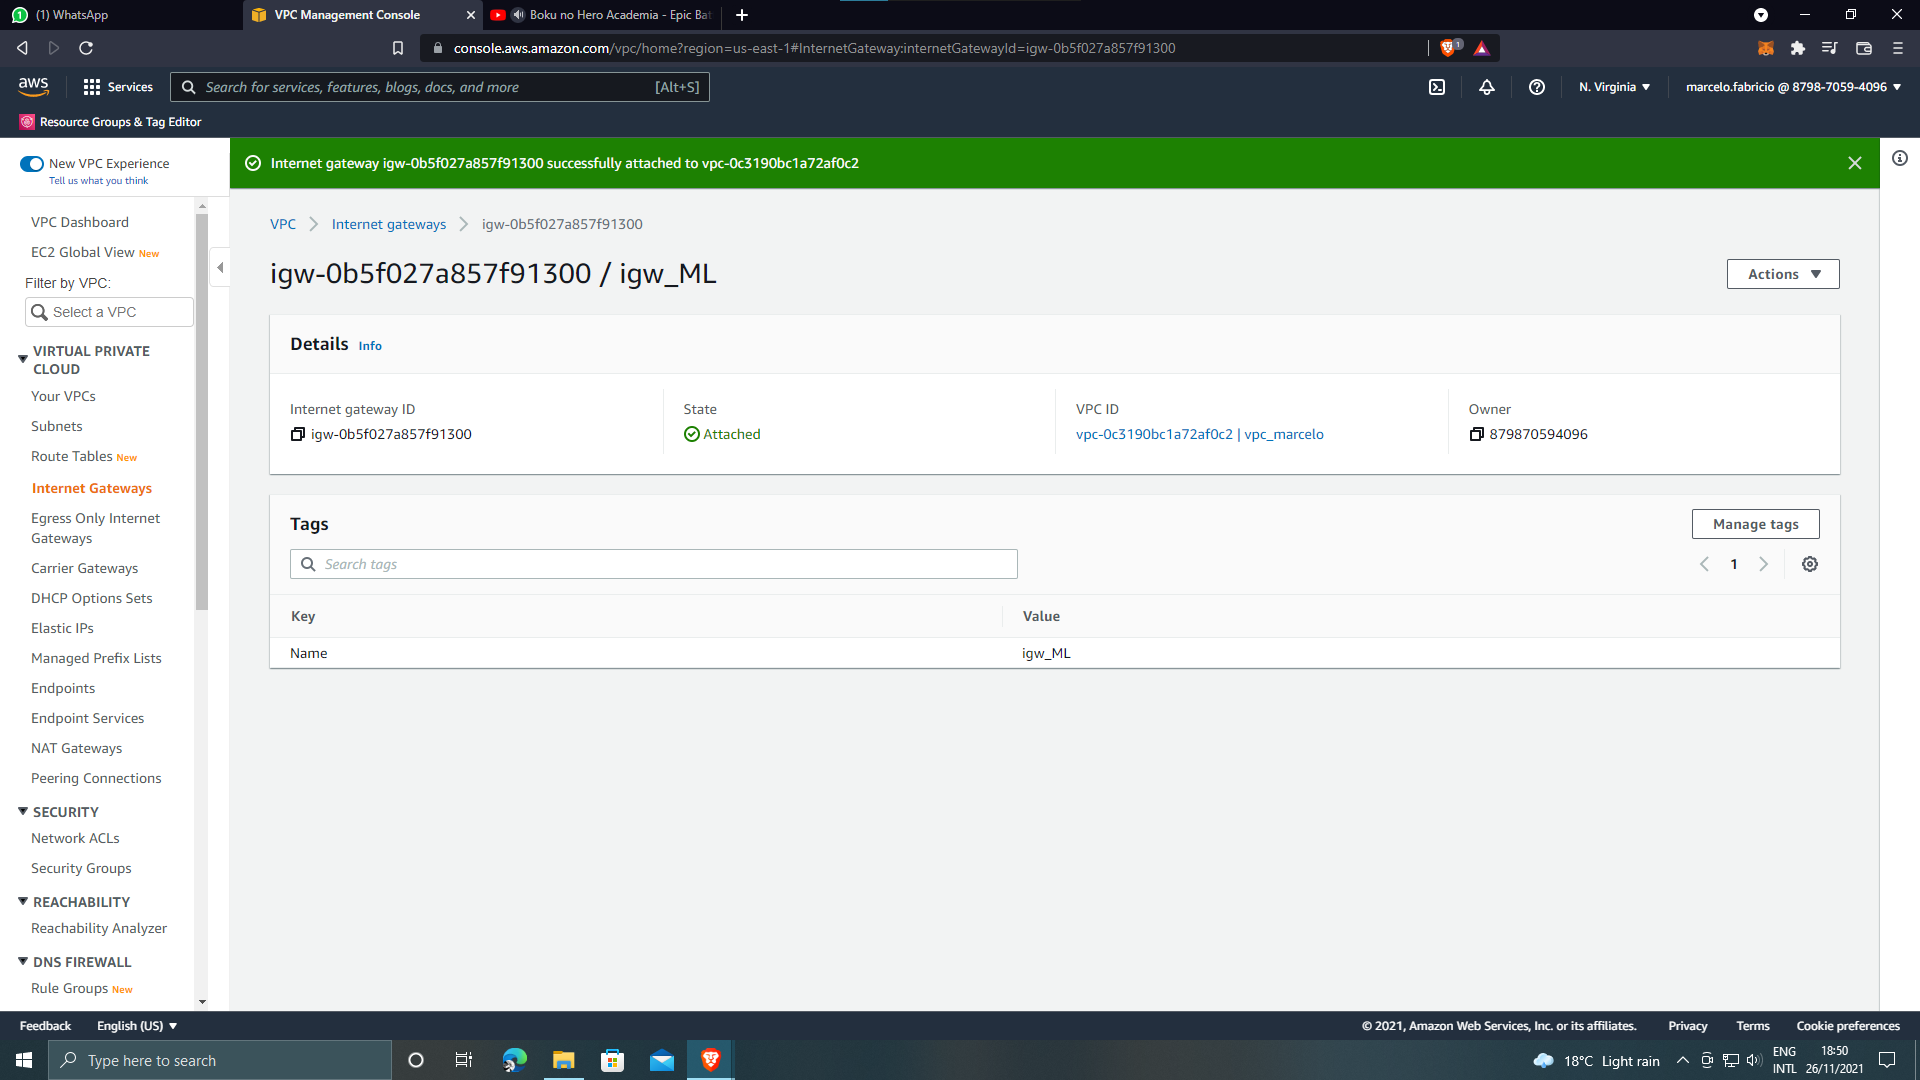 (1) WhatsApp
VPC Management Console
Boku no Hero Academia - Epic Bat
console.aws.amazon.com/vpc/home?region=us-east-1#InternetGateway:internetGatewayId=igw-0b5f027a857f91300
1
aws
Services
Search for services, features, blogs, docs, and more
[Alt+S]
N. Virginia
marcelo.fabricio @ 8798-7059-4096
Resource Groups & Tag Editor
New VPC Experience
Tell us what you think
VPC Dashboard
EC2 Global View New
Filter by VPC:
Select a VPC
VIRTUAL PRIVATE
CLOUD
Your VPCs
Subnets
Route Tables New
Internet Gateways
Egress Only Internet
Gateways
Carrier Gateways
DHCP Options Sets
Elastic IPs
Managed Prefix Lists
Endpoints
Endpoint Services
NAT Gateways
Peering Connections
SECURITY
Network ACLs
Security Groups
REACHABILITY
Reachability Analyzer
DNS FIREWALL
Rule Groups New
Internet gateway igw-0b5f027a857f91300 successfully attached to vpc-0c3190bc1a72af0c2
VPC
Internet gateways
igw-0b5f027a857f91300
igw-0b5f027a857f91300 / igw_ML
Actions
Details Info
Internet gateway ID
igw-0b5f027a857f91300
State
Attached
VPC ID
vpc-0c3190bc1a72af0c2 | vpc_marcelo
Owner
879870594096
Tags
Manage tags
Search tags
1
Key
Value
Name
igw_ML
Feedback
English (US)
© 2021, Amazon Web Services, Inc. or its affiliates.
Privacy
Terms
Cookie preferences
Type here to search
18°C Light rain
ENG
INTL
18:50
26/11/2021